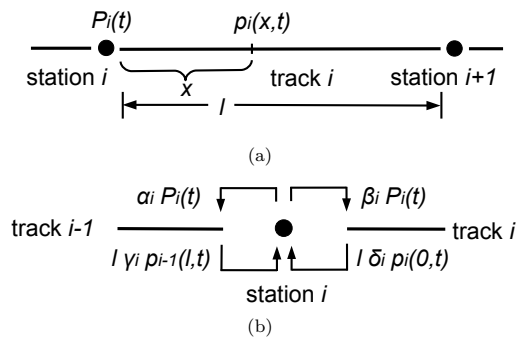 Pi(t) pi(x,t)
station i x track i station i+1
l
(a)
αi Pi(t) βi Pi(t)
track i-1 track i
l γi pi-1(l,t) l δi pi(0,t)
station i
(b)